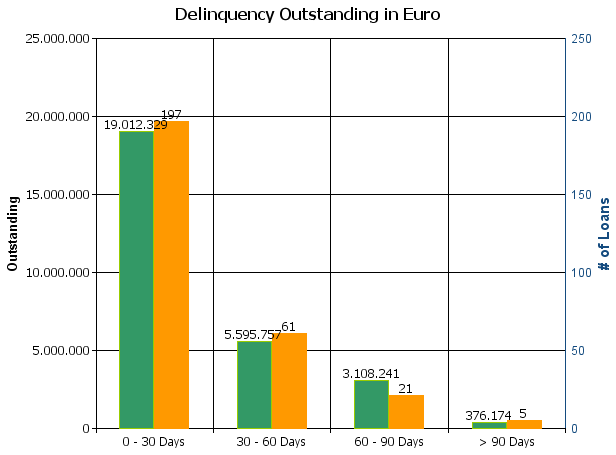 Delinquency Outstanding in Euro
25.000.000
20.000.000
15.000.000
10.000.000
5.000.000
0
Outstanding
19.012.329
197
5.595.757
61
3.108.241
21
376.174
5
250
200
150
100
50
0
# of Loans
0 - 30 Days
30 - 60 Days
60 - 90 Days
> 90 Days